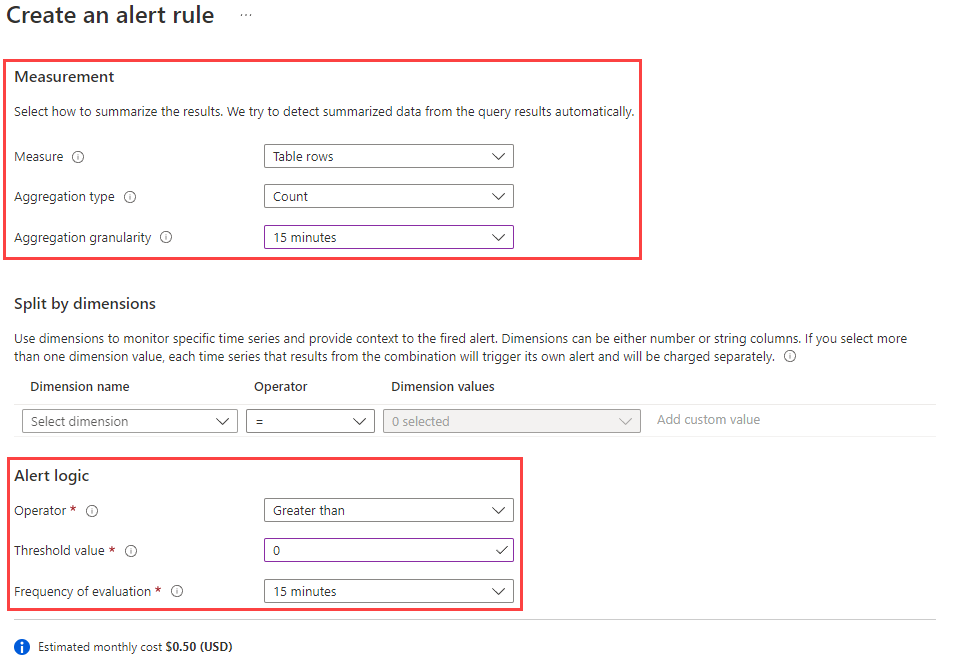 Create an alert rule ...
Measurement
Select how to summarize the results. We try to detect summarized data from the query results automatically.
Measure Table rows
Aggregation type Count
Aggregation granularity 15 minutes
Split by dimensions
Use dimensions to monitor specific time series and provide context to the fired alert. Dimensions can be either number or string columns. If you select more
than one dimension value, each time series that results from the combination will trigger its own alert and will be charged separately.
Dimension name Operator Dimension values
Select dimension = 0 selected Add custom value
Alert logic
Operator * Greater than
Threshold value * 0
Frequency of evaluation * 15 minutes
Estimated monthly cost $0.50 (USD)